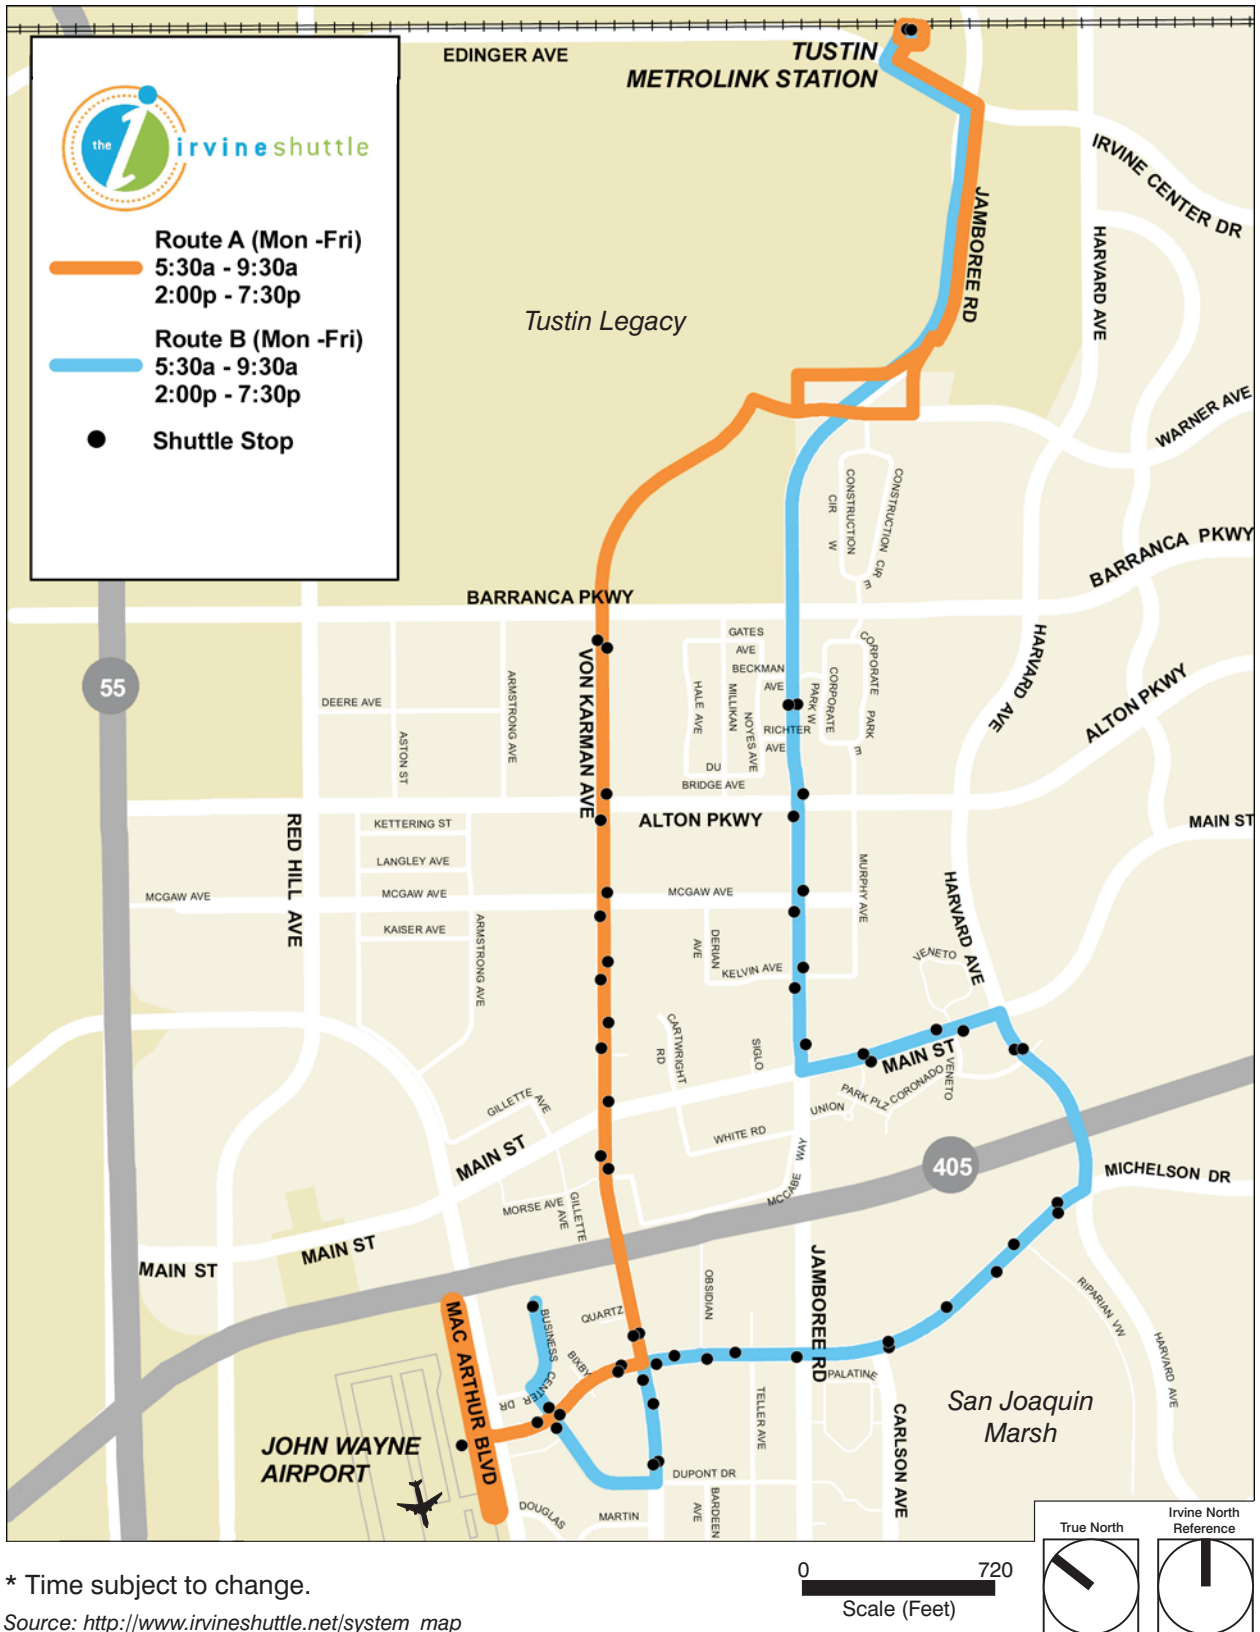 EDINGER AVE
TUSTIN
METROLINK STATION
the i irvineshuttle
Route A (Mon -Fri)
5:30a - 9:30a
2:00p - 7:30p
Route B (Mon -Fri)
5:30a - 9:30a
2:00p - 7:30p
Shuttle Stop
IRVINE CENTER DR
JAMBOREE RD
HARVARD AVE
Tustin Legacy
WARNER AVE
CONSTRUCTION
CIR W
CONSTRUCTION CIR
E
BARRANCA PKWY
BARRANCA PKWY
55
VON KARMAN AVE
GATES
AVE
BECKMAN
AVE
HALE AVE
MILLIKAN
NOYES AVE
RICHTER
AVE
DU
BRIDGE AVE
PARK W
CORPORATE
CORPORATE PARK
E
HARVARD AVE
ALTON PKWY
DEERE AVE
ARMSTRONG AVE
ASTON ST
ALTON PKWY
MAIN ST
RED HILL AVE
KETTERING ST
LANGLEY AVE
MCGAW AVE
MCGAW AVE
MCGAW AVE
KAISER AVE
ARMSTRONG AVE
MURPHY AVE
DERIAN
AVE
KELVIN AVE
HARVARD AVE
VENETO
CARTWRIGHT
RD
SIGLO
MAIN ST
VENETO
CORONADO
PARK PLZ
UNION
WHITE RD
GILLETTE
AVE
MAIN ST
MORSE AVE
GILLETTE
AVE
MCCABE WAY
405
MICHELSON DR
MAIN ST
MAIN ST
JAMBOREE RD
OBSIDIAN
QUARTZ
BIXBY
BUSINESS CENTER DR
MAC ARTHUR BLVD
RIPARIAN VW
HARVARD AVE
PALATINE
TELLER AVE
San Joaquin
Marsh
CARLSON AVE
JOHN WAYNE
AIRPORT
DUPONT DR
DOUGLAS
MARTIN
BARDEEN
AVE
True North
Irvine North
Reference
* Time subject to change.
0 720
Scale (Feet)
Source: http://www.irvineshuttle.net/system_map